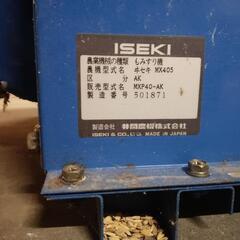 ISEKI
農業機械の種類 もみすり機
農機型式名 ヰセキ MX405
区分 AK
販売型式名 MXP40-AK
製造番号 501871
製造会社 井関農機株式会社
ISEKI & CO., LTD. MADE IN JAPAN